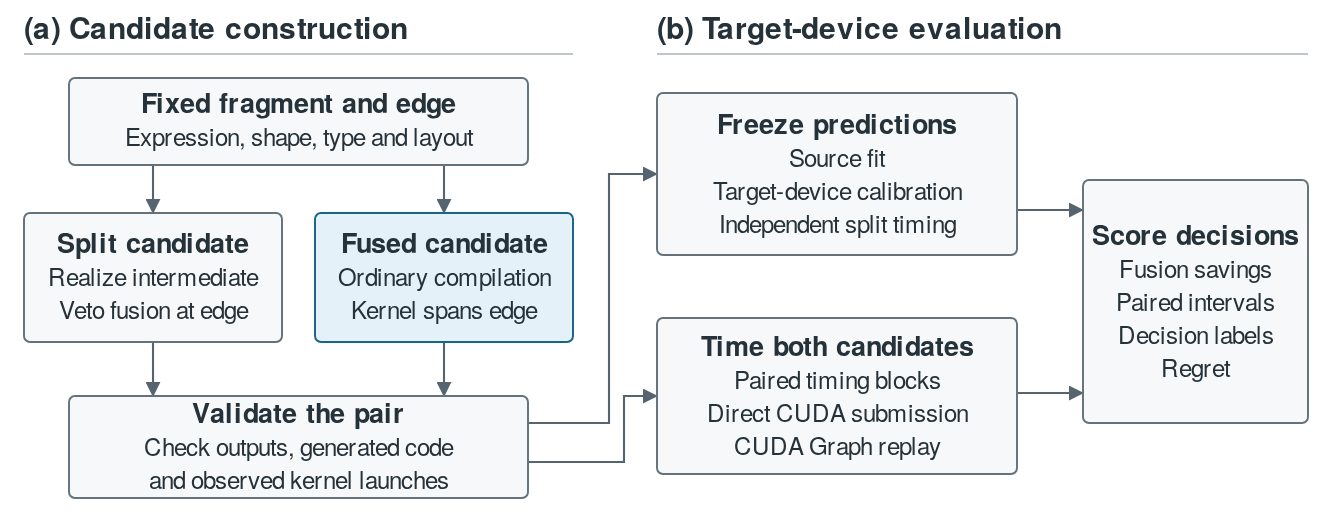 (a) Candidate construction
Fixed fragment and edge
Expression, shape, type and layout
Split candidate
Realize intermediate
Veto fusion at edge
Fused candidate
Ordinary compilation
Kernel spans edge
Validate the pair
Check outputs, generated code
and observed kernel launches
(b) Target-device evaluation
Freeze predictions
Source fit
Target-device calibration
Independent split timing
Time both candidates
Paired timing blocks
Direct CUDA submission
CUDA Graph replay
Score decisions
Fusion savings
Paired intervals
Decision labels
Regret